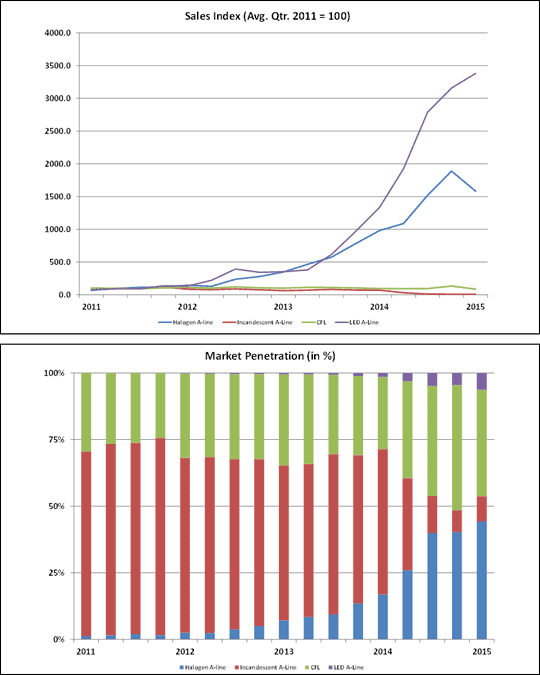 Sales Index (Avg. Qtr. 2011 = 100)
4000.0
3500.0
3000.0
2500.0
2000.0
1500.0
1000.0
500.0
0.0
2011 2012 2013 2014 2015
Halogen A-line Incandescent A-Line CFL LED A-Line
Market Penetration (in %)
100%
75%
50%
25%
0%
2011 2012 2013 2014 2015
Halogen A-line Incandescent A-Line CFL LED A-Line